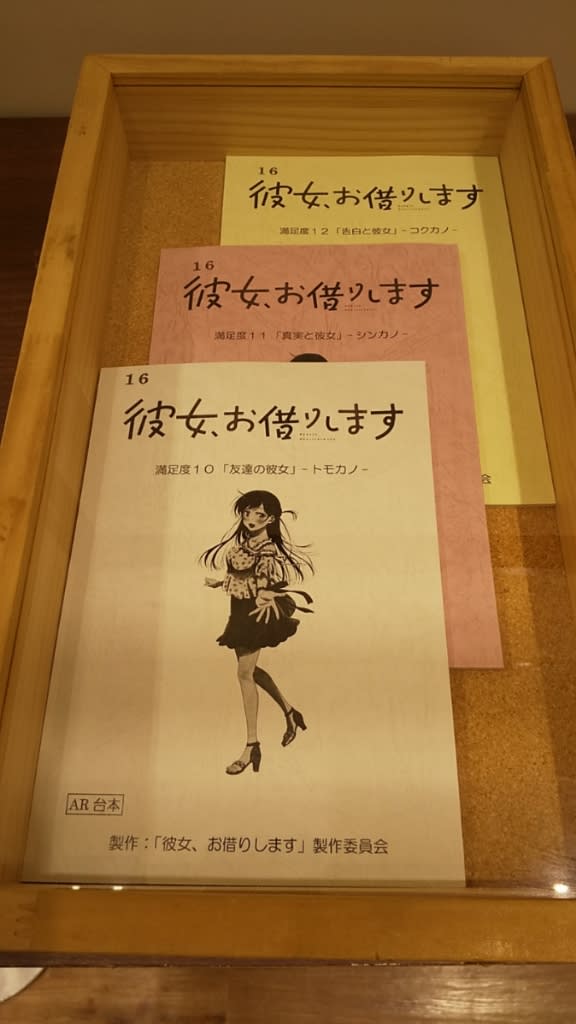 16
彼女、お借りします
満足度12「告白と彼女」-コクカノ-
会
16
彼女、お借りします
満足度11「真実と彼女」-シンカノ-
16
彼女、お借りします
満足度10「友達の彼女」-トモカノ-
AR台本
製作：「彼女、お借りします」製作委員会